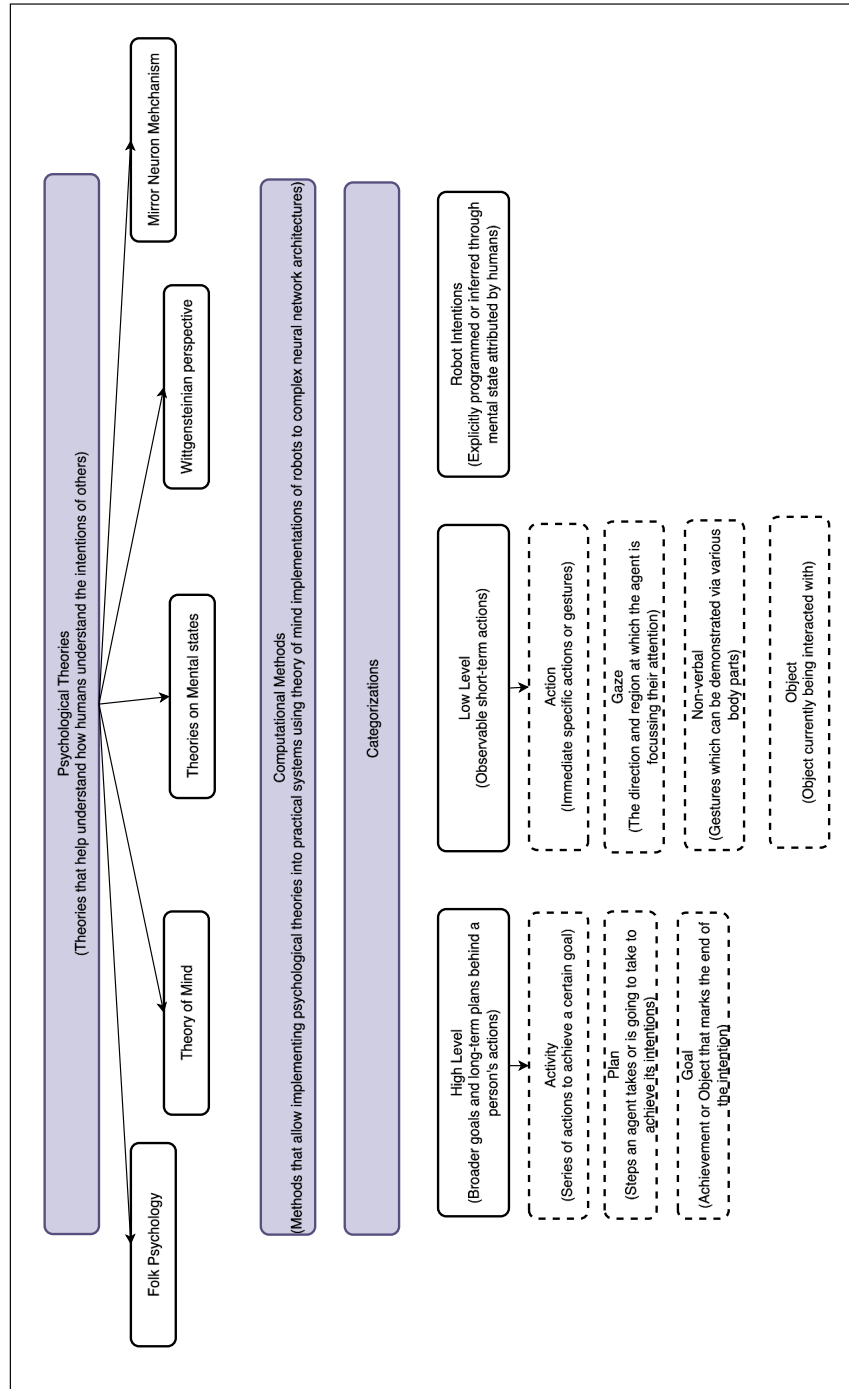 Psychological Theories
(Theories that help understand how humans understand the intentions of others)
Folk Psychology
Theory of Mind
Theories on Mental states
Wittgensteinian perspective
Mirror Neuron Mehchanism
Computational Methods
(Methods that allow implementing psychological theories into practical systems using theory of mind implementations of robots to complex neural network architectures)
Categorizations
High Level
(Broader goals and long-term plans behind a
person's actions)
Activity
(Series of actions to achieve a certain goal)
Plan
(Steps an agent takes or is going to take to
achieve its intentions)
Goal
(Achievement or Object that marks the end of
the intention)
Low Level
(Observable short-term actions)
Action
(Immediate specific actions or gestures)
Gaze
(The direction and region at which the agent is
focussing their attention)
Non-verbal
(Gestures which can be demonstrated via various
body parts)
Object
(Object currently being interacted with)
Robot Intentions
(Explicitly programmed or inferred through
mental state attributed by humans)